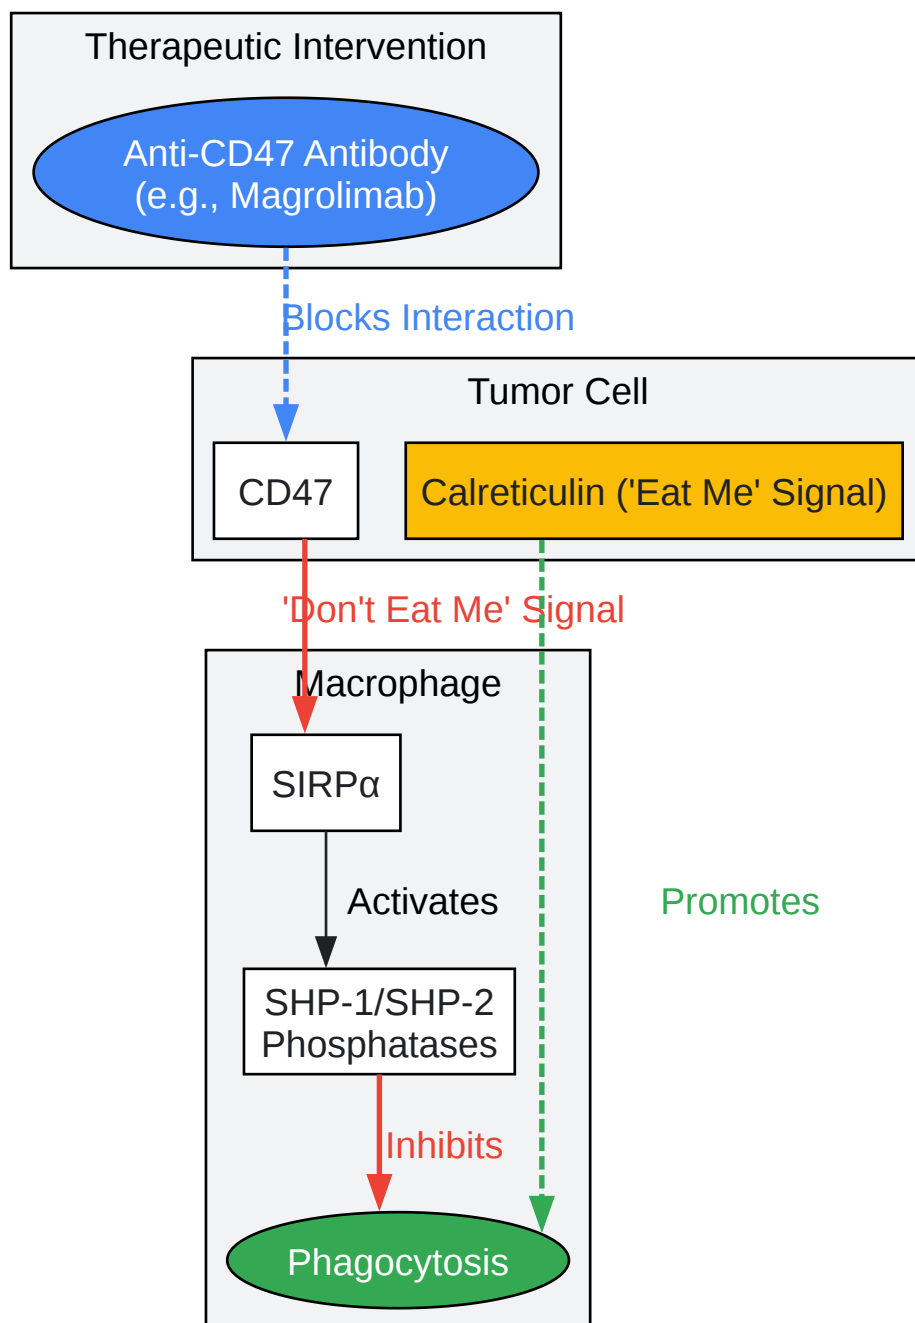 Therapeutic Intervention
Anti-CD47 Antibody
(e.g., Magrolimab)
Blocks Interaction
Tumor Cell
CD47
Calreticulin ('Eat Me' Signal)
'Don't Eat Me' Signal
Macrophage
SIRPα
Activates
Promotes
SHP-1/SHP-2
Phosphatases
Inhibits
Phagocytosis